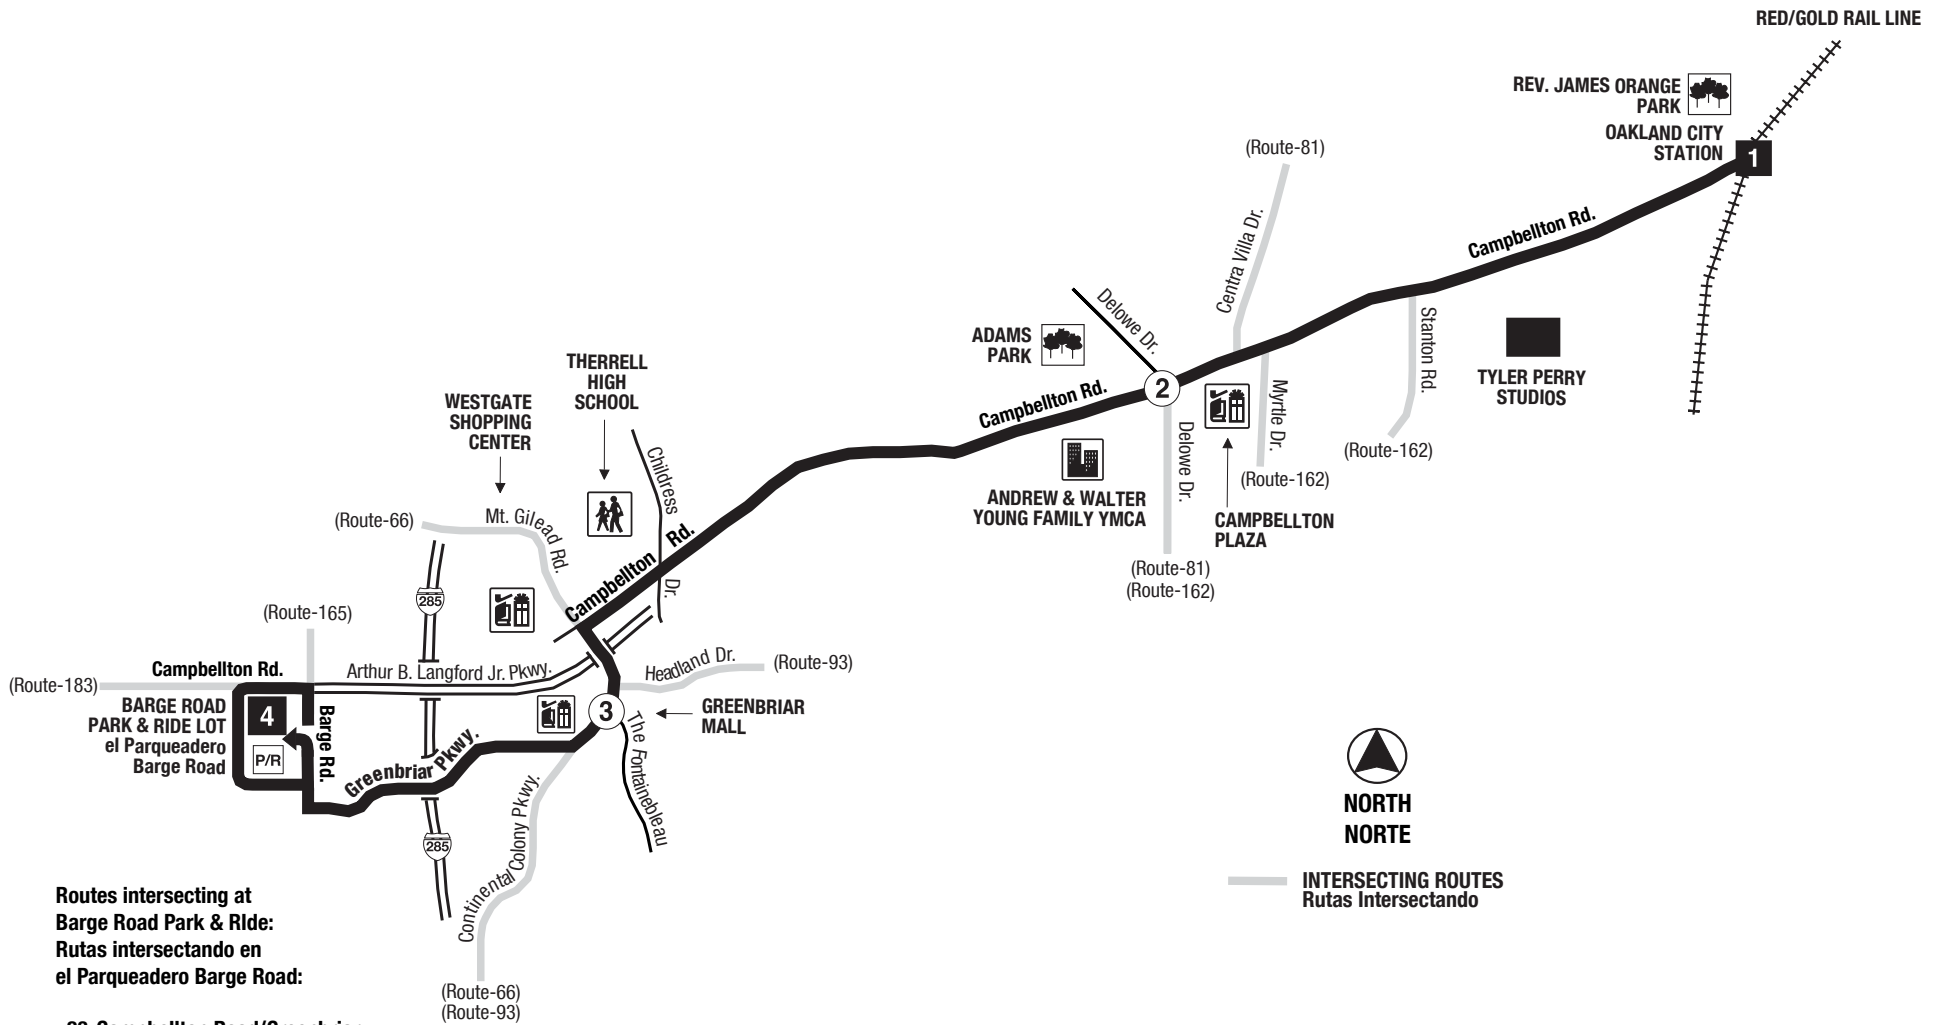 RED/GOLD RAIL LINE
REV. JAMES ORANGE
PARK
OAKLAND CITY
STATION
1
(Route-81)
Centra Villa Dr.
Campbellton Rd.
Delowe Dr.
ADAMS
PARK
Stanton Rd.
TYLER PERRY
STUDIOS
2
Campbellton Rd.
Myrtle Dr.
Delowe Dr.
(Route-162)
(Route-162)
ANDREW & WALTER
YOUNG FAMILY YMCA
CAMPBELLTON
PLAZA
(Route-81)
(Route-162)
THERRELL
HIGH
SCHOOL
WESTGATE
SHOPPING
CENTER
Childress Dr.
(Route-66)
Mt. Gilead Rd.
Campbellton Rd.
285
(Route-165)
Campbellton Rd.
Arthur B. Langford Jr. Pkwy.
Headland Dr.
(Route-93)
(Route-183)
BARGE ROAD
PARK & RIDE LOT
el Parqueadero
Barge Road
4
P/R
Barge Rd.
3
GREENBRIAR
MALL
Greenbriar Pkwy.
The Fontainebleau
285
Continental Colony Pkwy.
(Route-66)
(Route-93)
NORTH
NORTE
INTERSECTING ROUTES
Rutas Intersectando
Routes intersecting at
Barge Road Park & RIde:
Rutas intersectando en
el Parqueadero Barge Road: